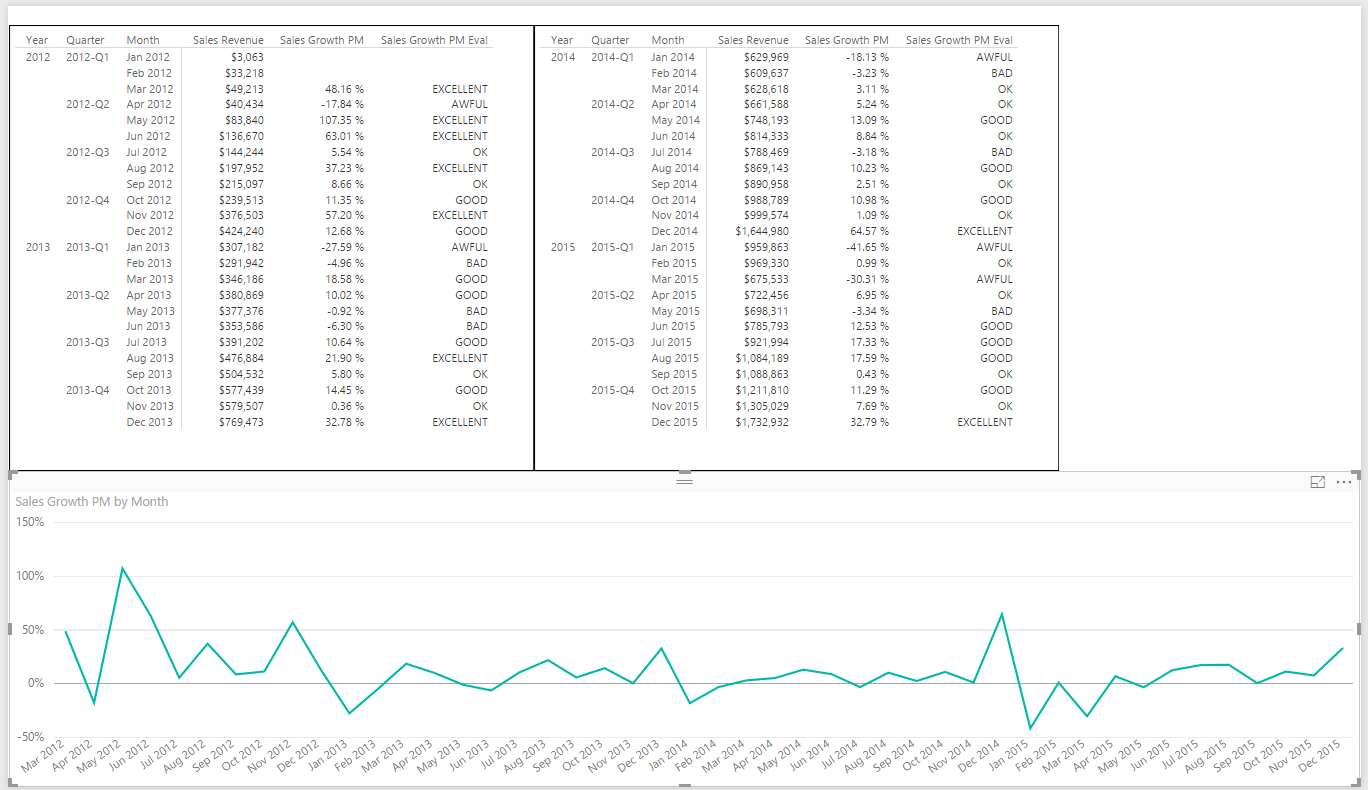 Year Quarter Month Sales Revenue Sales Growth PM Sales Growth PM Eval
2012 2012-Q1 Jan 2012 $3,063
Feb 2012 $33,218
Mar 2012 $49,213 48.16 % EXCELLENT
2012-Q2 Apr 2012 $40,434 -17.84 % AWFUL
May 2012 $83,840 107.35 % EXCELLENT
Jun 2012 $136,670 63.01 % EXCELLENT
2012-Q3 Jul 2012 $144,244 5.54 % OK
Aug 2012 $197,952 37.23 % EXCELLENT
Sep 2012 $215,097 8.66 % OK
2012-Q4 Oct 2012 $239,513 11.35 % GOOD
Nov 2012 $376,503 57.20 % EXCELLENT
Dec 2012 $424,240 12.68 % GOOD
2013 2013-Q1 Jan 2013 $307,182 -27.59 % AWFUL
Feb 2013 $291,942 -4.96 % BAD
Mar 2013 $346,186 18.58 % GOOD
2013-Q2 Apr 2013 $380,869 10.02 % GOOD
May 2013 $377,376 -0.92 % BAD
Jun 2013 $353,586 -6.30 % BAD
2013-Q3 Jul 2013 $391,202 10.64 % GOOD
Aug 2013 $476,884 21.90 % EXCELLENT
Sep 2013 $504,532 5.80 % OK
2013-Q4 Oct 2013 $577,439 14.45 % GOOD
Nov 2013 $579,507 0.36 % OK
Dec 2013 $769,473 32.78 % EXCELLENT
Year Quarter Month Sales Revenue Sales Growth PM Sales Growth PM Eval
2014 2014-Q1 Jan 2014 $629,969 -18.13 % AWFUL
Feb 2014 $609,637 -3.23 % BAD
Mar 2014 $628,618 3.11 % OK
2014-Q2 Apr 2014 $661,588 5.24 % OK
May 2014 $748,193 13.09 % GOOD
Jun 2014 $814,333 8.84 % OK
2014-Q3 Jul 2014 $788,469 -3.18 % BAD
Aug 2014 $869,143 10.23 % GOOD
Sep 2014 $890,958 2.51 % OK
2014-Q4 Oct 2014 $988,789 10.98 % GOOD
Nov 2014 $999,574 1.09 % OK
Dec 2014 $1,644,980 64.57 % EXCELLENT
2015 2015-Q1 Jan 2015 $959,863 -41.65 % AWFUL
Feb 2015 $969,330 0.99 % OK
Mar 2015 $675,533 -30.31 % AWFUL
2015-Q2 Apr 2015 $722,456 6.95 % OK
May 2015 $698,311 -3.34 % BAD
Jun 2015 $785,793 12.53 % GOOD
2015-Q3 Jul 2015 $921,994 17.33 % GOOD
Aug 2015 $1,084,189 17.59 % GOOD
Sep 2015 $1,088,863 0.43 % OK
2015-Q4 Oct 2015 $1,211,810 11.29 % GOOD
Nov 2015 $1,305,029 7.69 % OK
Dec 2015 $1,732,932 32.79 % EXCELLENT
Sales Growth PM by Month
150%
100%
50%
0%
-50%
Mar 2012 Apr 2012 May 2012 Jun 2012 Jul 2012 Aug 2012 Sep 2012 Oct 2012 Nov 2012 Dec 2012 Jan 2013 Feb 2013 Mar 2013 Apr 2013 May 2013 Jun 2013 Jul 2013 Aug 2013 Sep 2013 Oct 2013 Nov 2013 Dec 2013 Jan 2014 Feb 2014 Mar 2014 Apr 2014 May 2014 Jun 2014 Jul 2014 Aug 2014 Sep 2014 Oct 2014 Nov 2014 Dec 2014 Jan 2015 Feb 2015 Mar 2015 Apr 2015 May 2015 Jun 2015 Jul 2015 Aug 2015 Sep 2015 Oct 2015 Nov 2015 Dec 2015